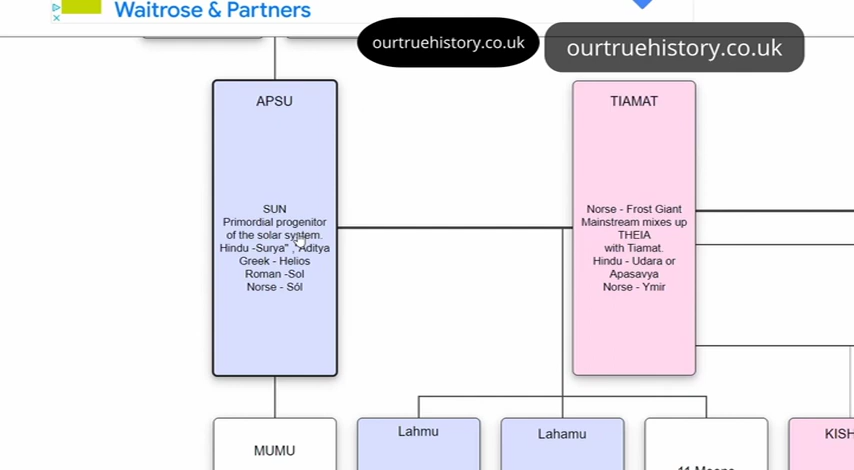 Waitrose & Partners
ourtruehistory.co.uk
ourtruehistory.co.uk
APSU
SUN
Primordial progenitor
of the solar system.
Hindu -Surya" , "Aditya
Greek - Helios
Roman -Sol
Norse - Sól
TIAMAT
Norse - Frost Giant
Mainstream mixes up
THEIA
with Tiamat.
Hindu - Udara or
Apasavya
Norse - Ymir
MUMU
Lahmu
Lahamu
11 Moons
KISH